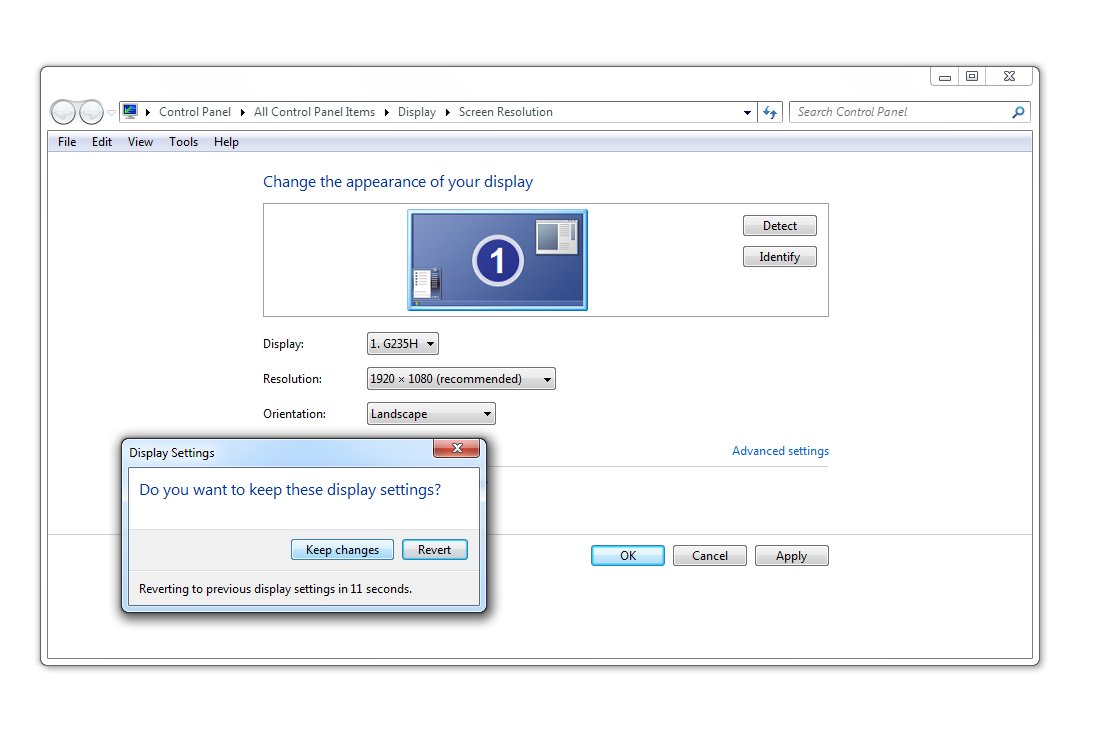 Control Panel All Control Panel Items Display Screen Resolution Search Control Panel
File Edit View Tools Help
Change the appearance of your display
1
Detect
Identify
Display: 1. G235H
Resolution: 1920 × 1080 (recommended)
Orientation: Landscape
Advanced settings
Display Settings
Do you want to keep these display settings?
Keep changes Revert
Reverting to previous display settings in 11 seconds.
OK Cancel Apply